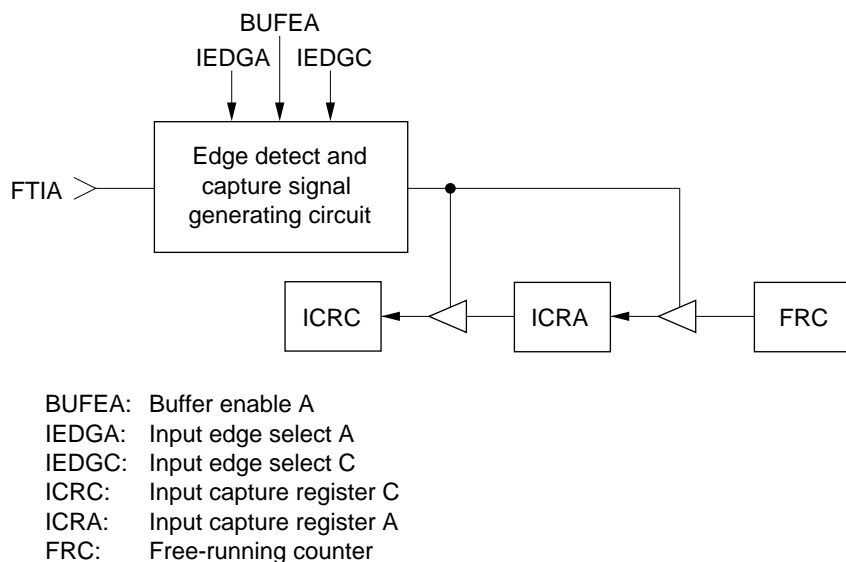 BUFEA
IEDGA IEDGC
FTIA
Edge detect and
capture signal
generating circuit
ICRC ICRA FRC
BUFEA: Buffer enable A
IEDGA: Input edge select A
IEDGC: Input edge select C
ICRC: Input capture register C
ICRA: Input capture register A
FRC: Free-running counter